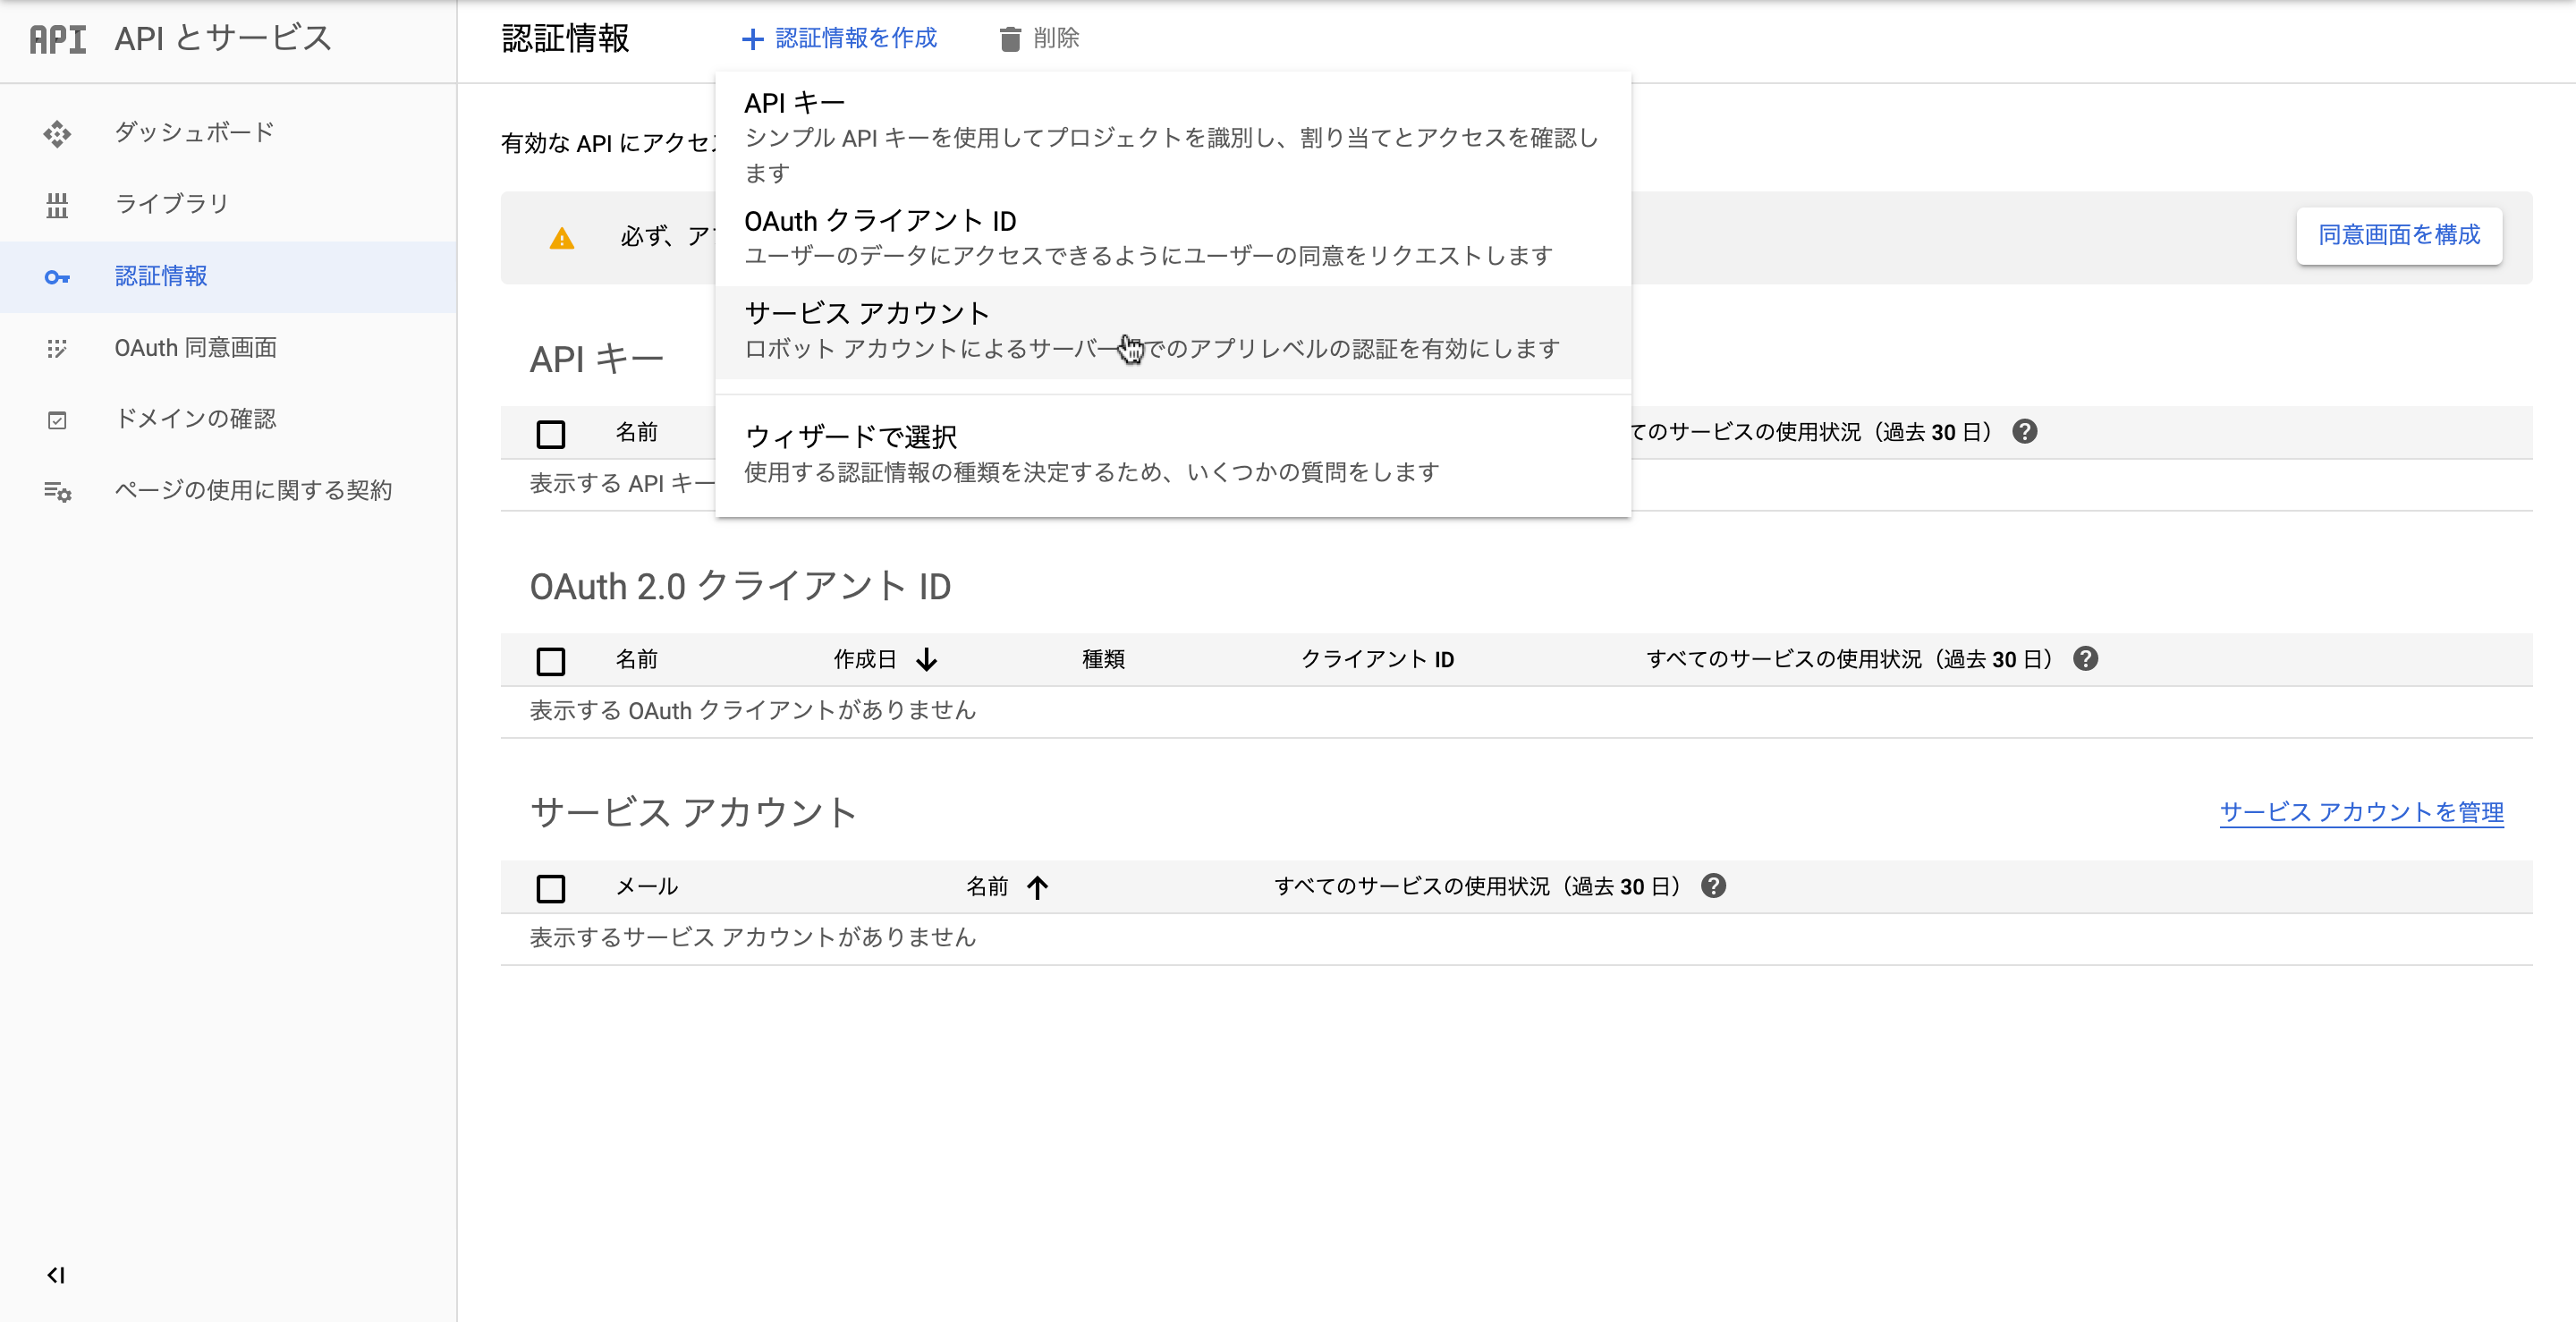 API API とサービス
ダッシュボード
ライブラリ
認証情報
OAuth 同意画面
ドメインの確認
ページの使用に関する契約
認証情報
認証情報を作成
削除
有効な API にアクセ
必ず、ア
同意画面を構成
API キー
シンプル API キーを使用してプロジェクトを識別し、割り当てとアクセスを確認し
ます
OAuth クライアント ID
ユーザーのデータにアクセスできるようにユーザーの同意をリクエストします
サービス アカウント
ロボット アカウントによるサーバー でのアプリレベルの認証を有効にします
ウィザードで選択
使用する認証情報の種類を決定するため、いくつかの質問をします
API キー
名前
てのサービスの使用状況（過去 30 日）
表示する API キー
OAuth 2.0 クライアント ID
名前 作成日 種類 クライアント ID すべてのサービスの使用状況（過去 30 日）
表示する OAuth クライアントがありません
サービス アカウント
サービス アカウントを管理
メール 名前 すべてのサービスの使用状況（過去 30 日）
表示するサービス アカウントがありません